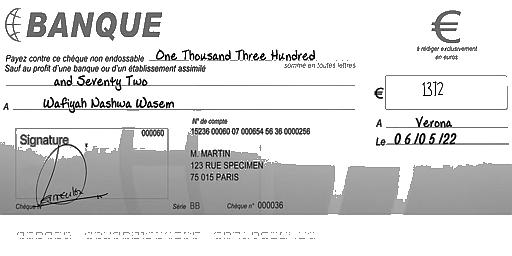 BANQUE
€
à rédiger exclusivement
en euros
Payez contre ce chèque non endossable One Thousand Three Hundred
Sauf au profit d'une banque ou d'un établissement assimilé
somme en toutes lettres
and Seventy Two
€ 1372
A Wafiyah Nashwa Wasem
A Verona
Le 06/05/22
Signature
000060
N° de compte
15236 00060 07 000654 56 36 0000256
M. MARTIN
123 RUE SPECIMEN
75 015 PARIS
Chèque N°
Série BB
Chèque n° 000036